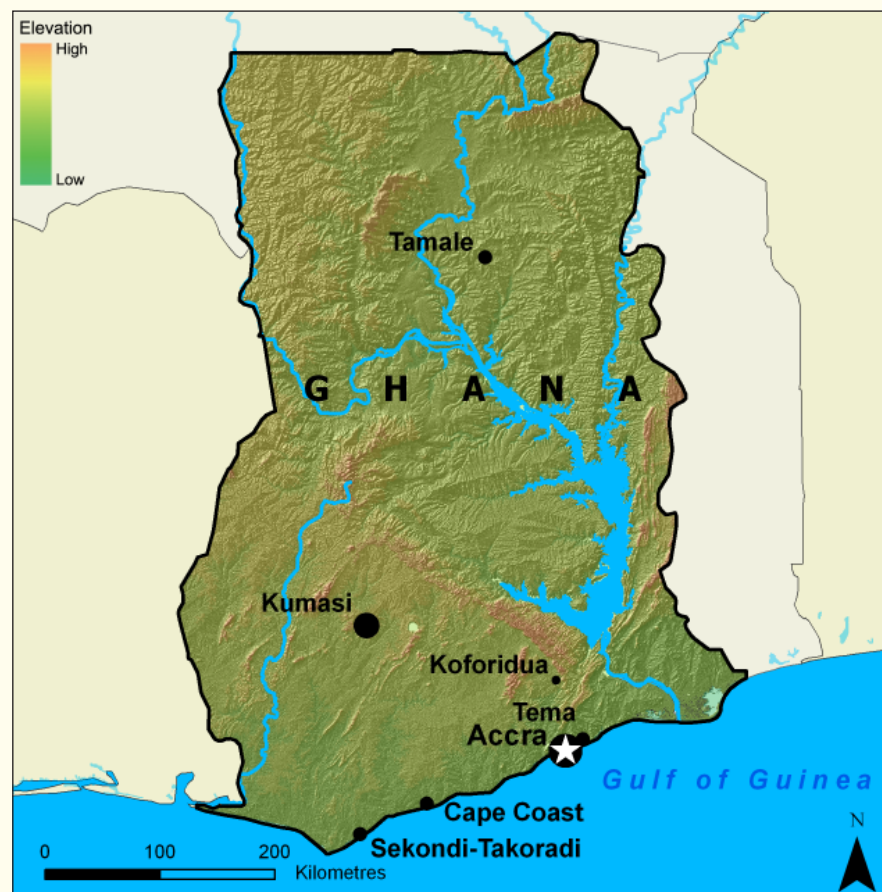 Elevation
High
Low
Tamale
G H A N A
Kumasi
Koforidua
Tema
Accra
Gulf of Guinea
Cape Coast
Sekondi-Takoradi
N
0 100 200
Kilometres